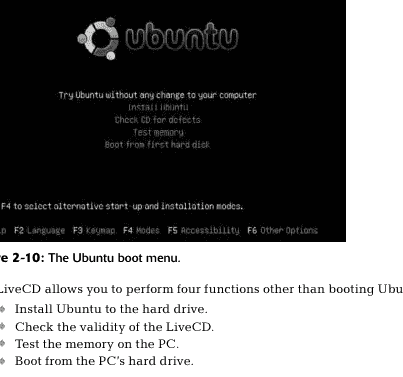 ubuntu
Try Ubuntu without any change to your computer
Install Ubuntu
Check CD for defects
Test memory
Boot from first hard disk
F4 to select alternative start-up and installation modes.
p F2 Language F3 Keymap F4 Modes F5 Accessibility F6 Other Options
e 2-10: The Ubuntu boot menu.
LiveCD allows you to perform four functions other than booting Ubu
Install Ubuntu to the hard drive.
Check the validity of the LiveCD.
Test the memory on the PC.
Boot from the PC's hard drive.